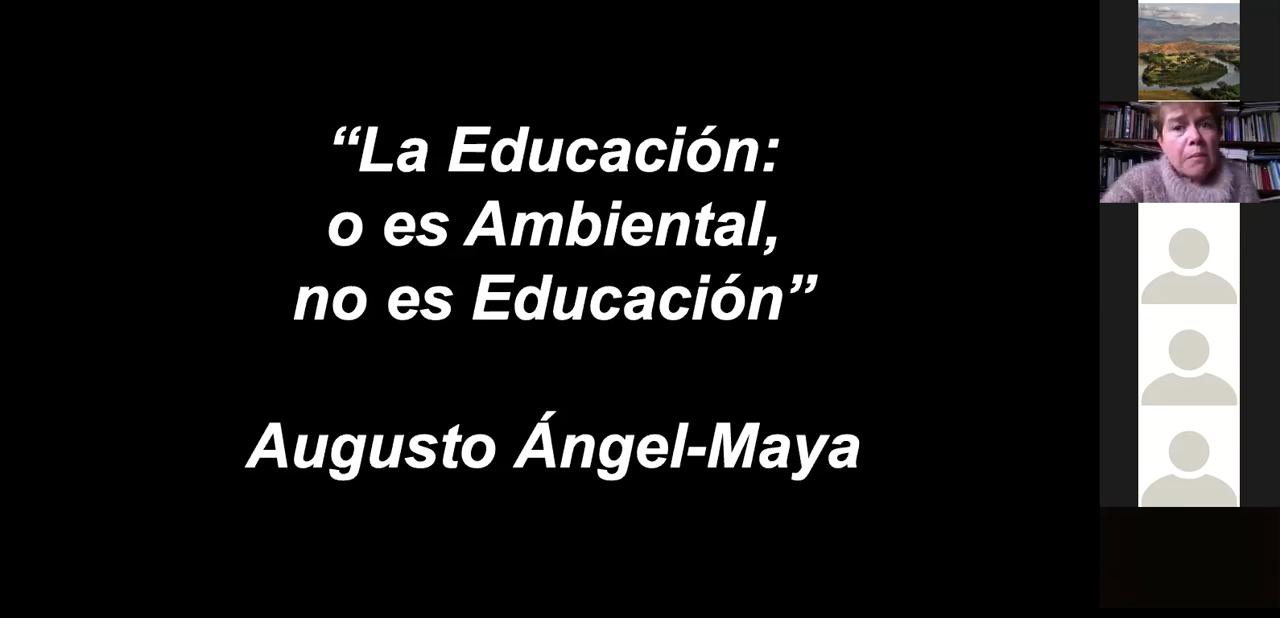 “La Educación:
o es Ambiental,
no es Educación”
Augusto Ángel-Maya